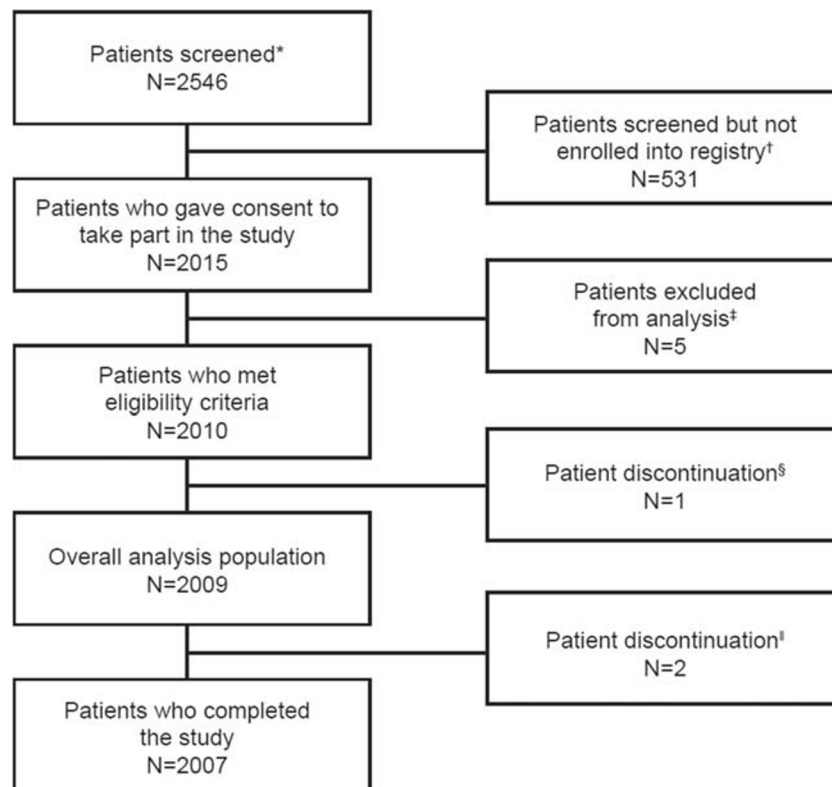 Patients screened*
N=2546
Patients screened but not
enrolled into registry†
N=531
Patients who gave consent to
take part in the study
N=2015
Patients excluded
from analysis‡
N=5
Patients who met
eligibility criteria
N=2010
Patient discontinuation§
N=1
Overall analysis population
N=2009
Patient discontinuation‖
N=2
Patients who completed
the study
N=2007